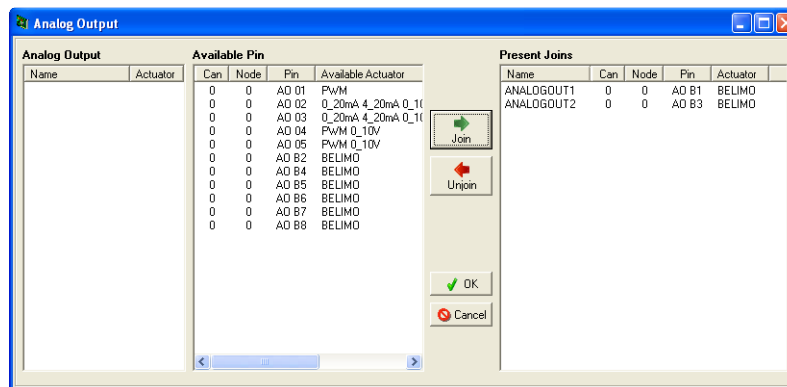 Analog Output
Analog Output Available Pin Present Joins
Name Actuator Can Node Pin Available Actuator Name Can Node Pin Actuator
0 0 AO 01 PWM ANALOGOUT1 0 0 AO B1 BELIMO
0 0 AO 02 0_20mA 4_20mA 0_10 ANALOGOUT2 0 0 AO B3 BELIMO
0 0 AO 03 0_20mA 4_20mA 0_10
0 0 AO 04 PWM 0_10V
0 0 AO 05 PWM 0_10V
0 0 AO B2 BELIMO
0 0 AO B4 BELIMO
0 0 AO B5 BELIMO
0 0 AO B6 BELIMO
0 0 AO B7 BELIMO
0 0 AO B8 BELIMO
Join
Unjoin
OK
Cancel